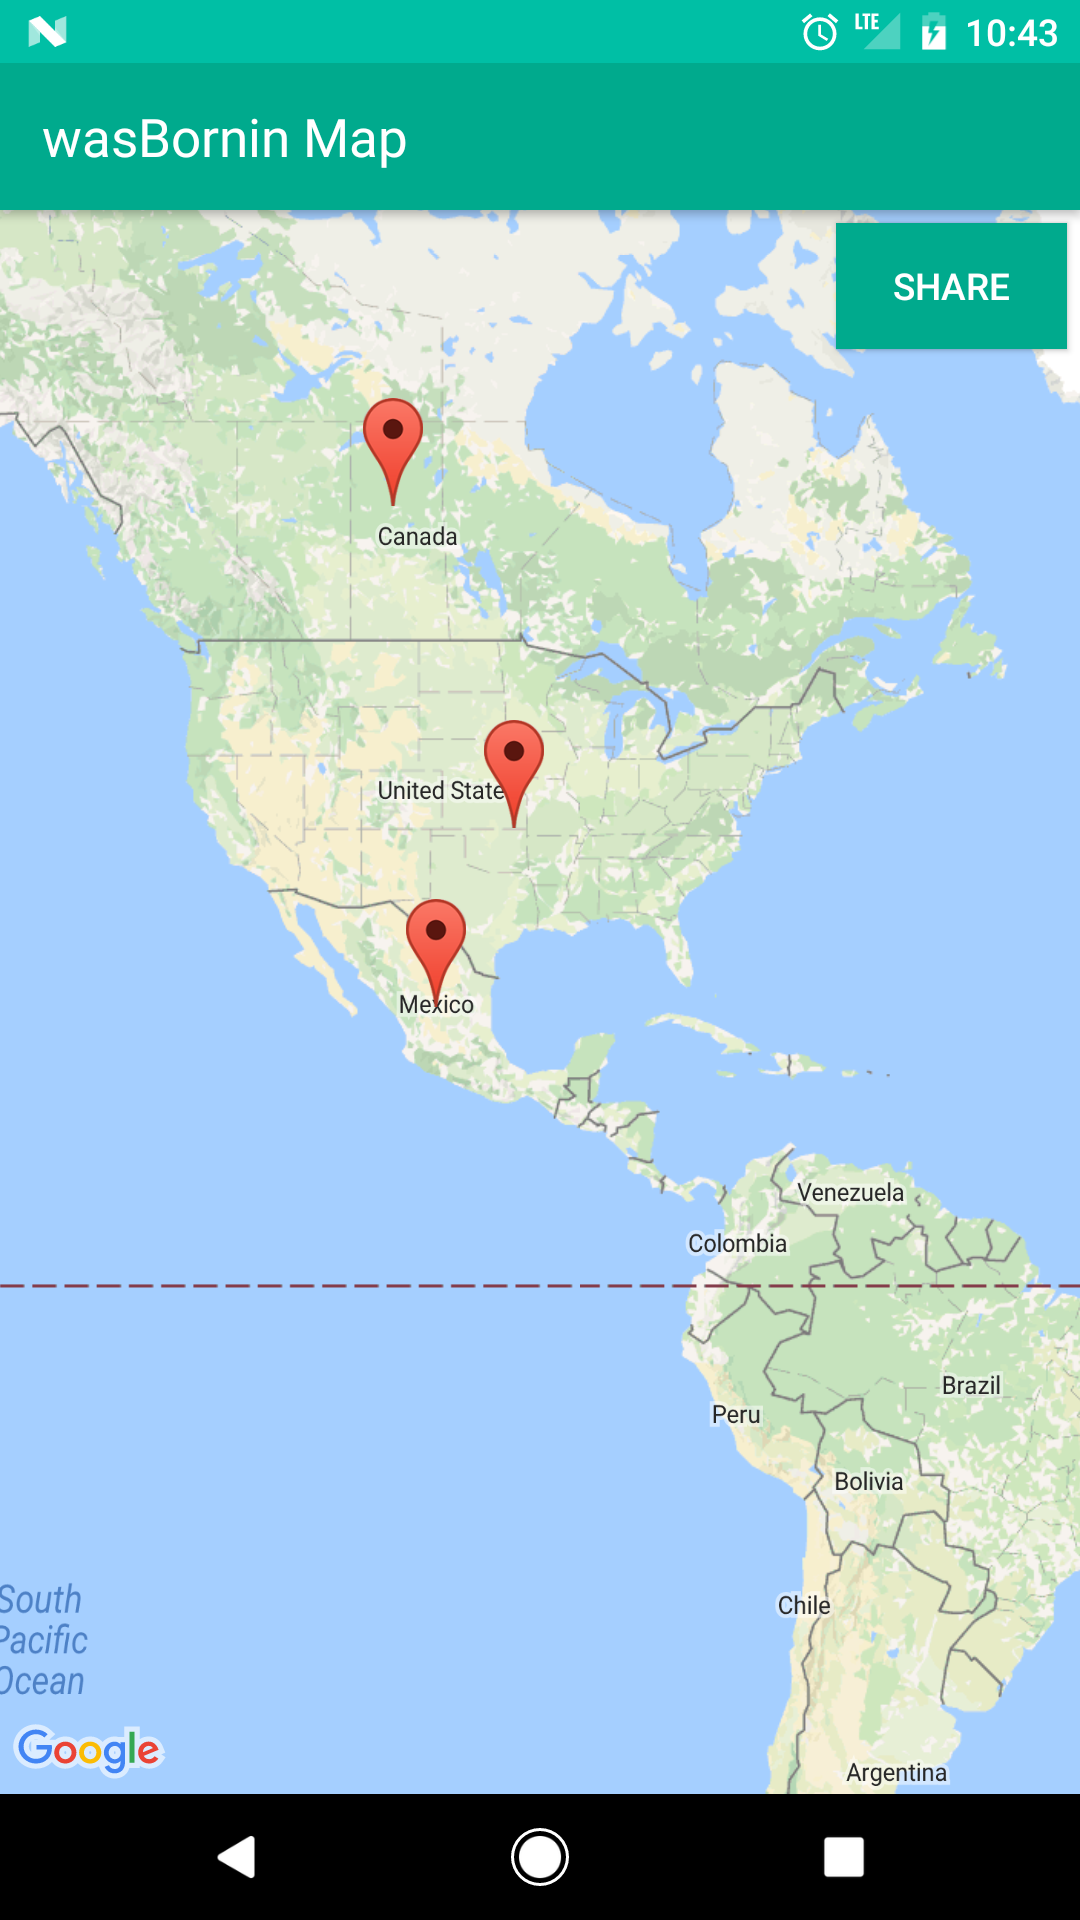 LTE 10:43
wasBornin Map
SHARE
Canada
United State
Mexico
Venezuela
Colombia
Brazil
Peru
Bolivia
Chile
South
Pacific
Ocean
Google
Argentina